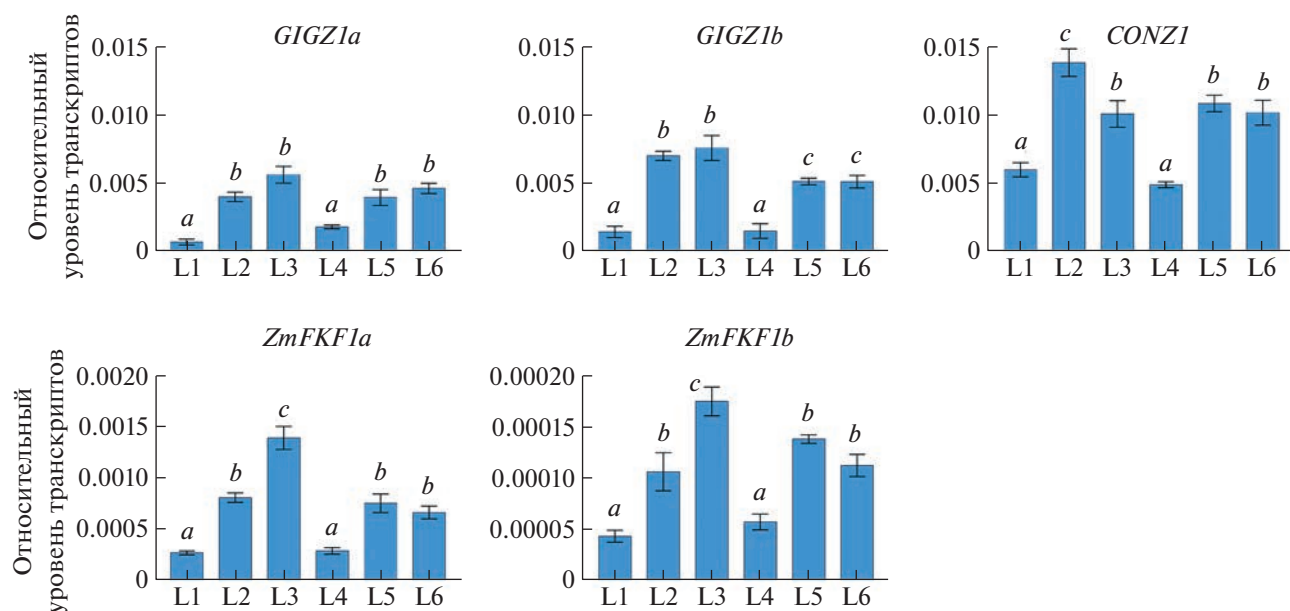 Относительный
уровень транскриптов
GIGZ1a
0.015
0.010
0.005
0
a
b
b
a
b
b
L1 L2 L3 L4 L5 L6
GIGZ1b
0.015
0.010
0.005
0
a
b
b
a
c
c
L1 L2 L3 L4 L5 L6
CONZ1
0.015
0.010
0.005
0
a
c
b
a
b
b
L1 L2 L3 L4 L5 L6
Относительный
уровень транскриптов
ZmFKF1a
0.0020
0.0015
0.0010
0.0005
0
a
b
c
a
b
b
L1 L2 L3 L4 L5 L6
ZmFKF1b
0.00020
0.00015
0.00010
0.00005
0
a
b
c
a
b
b
L1 L2 L3 L4 L5 L6